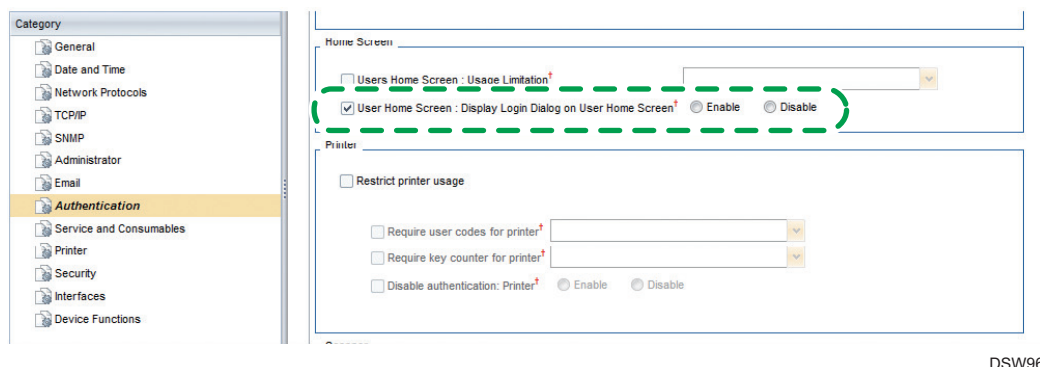 Category
General
Date and Time
Network Protocols
TCP/IP
SNMP
Administrator
Email
Authentication
Service and Consumables
Printer
Security
Interfaces
Device Functions
Home Screen
Users Home Screen : Usage Limitation†
User Home Screen : Display Login Dialog on User Home Screen† Enable Disable
Printer
Restrict printer usage
Require user codes for printer†
Require key counter for printer†
Disable authentication: Printer† Enable Disable
DSW96